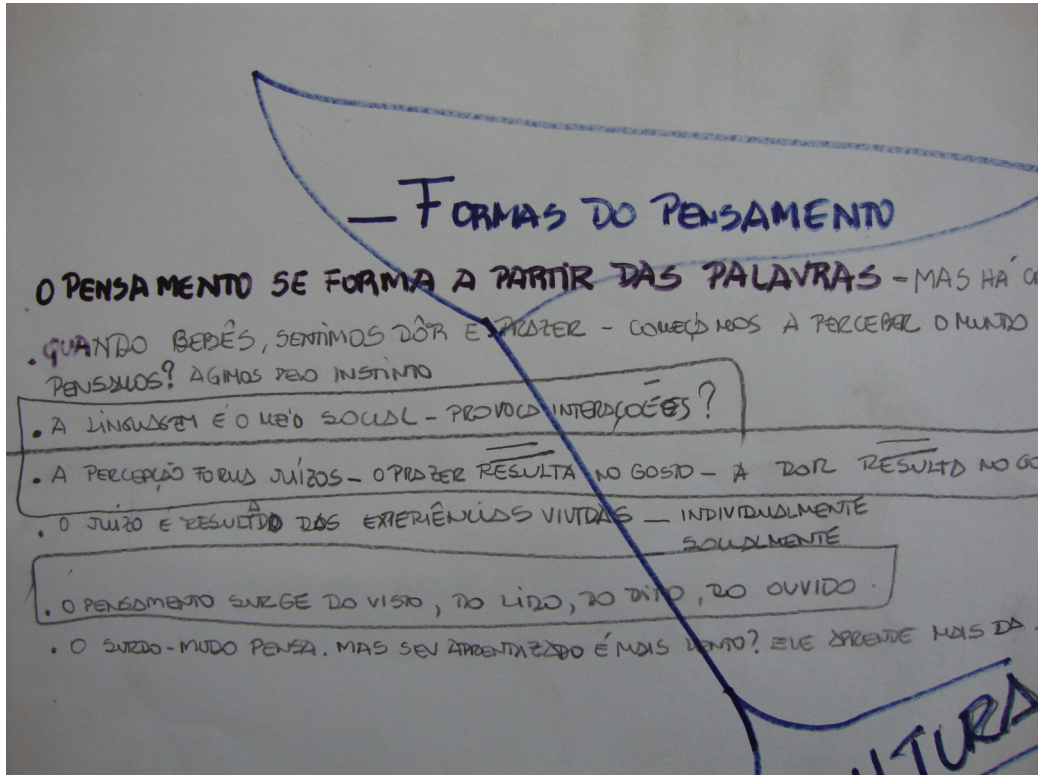 — FORMAS DO PENSAMENTO
O PENSAMENTO SE FORMA A PARTIR DAS PALAVRAS - MAS HÁ
. QUANDO BEBÊS, SENTIMOS DÔR E PRAZER - COMEÇAMOS A PERCEBER O MUNDO
PENSAMOS? AGIMOS PELO INSTINTO
. A LINGUAGEM É O MEIO SOCIAL - PROVOCA INTERAÇÕES?
. A PERCEPÇÃO FORMA JUÍZOS - O PRAZER RESULTA NO GOSTO - A DOR RESULTA NO GO
. O JUÍZO É RESULTADO DAS EXPERIÊNCIAS VIVIDAS — INDIVIDUALMENTE
— SOCIALMENTE
. O PENSAMENTO SURGE DO VISTO, DO LIDO, DO DITO, DO OUVIDO.
. O SURDO-MUDO PENSA. MAS SEU APRENDIZADO É MAIS LENTO? ELE APRENDE MAIS DA
LTURA